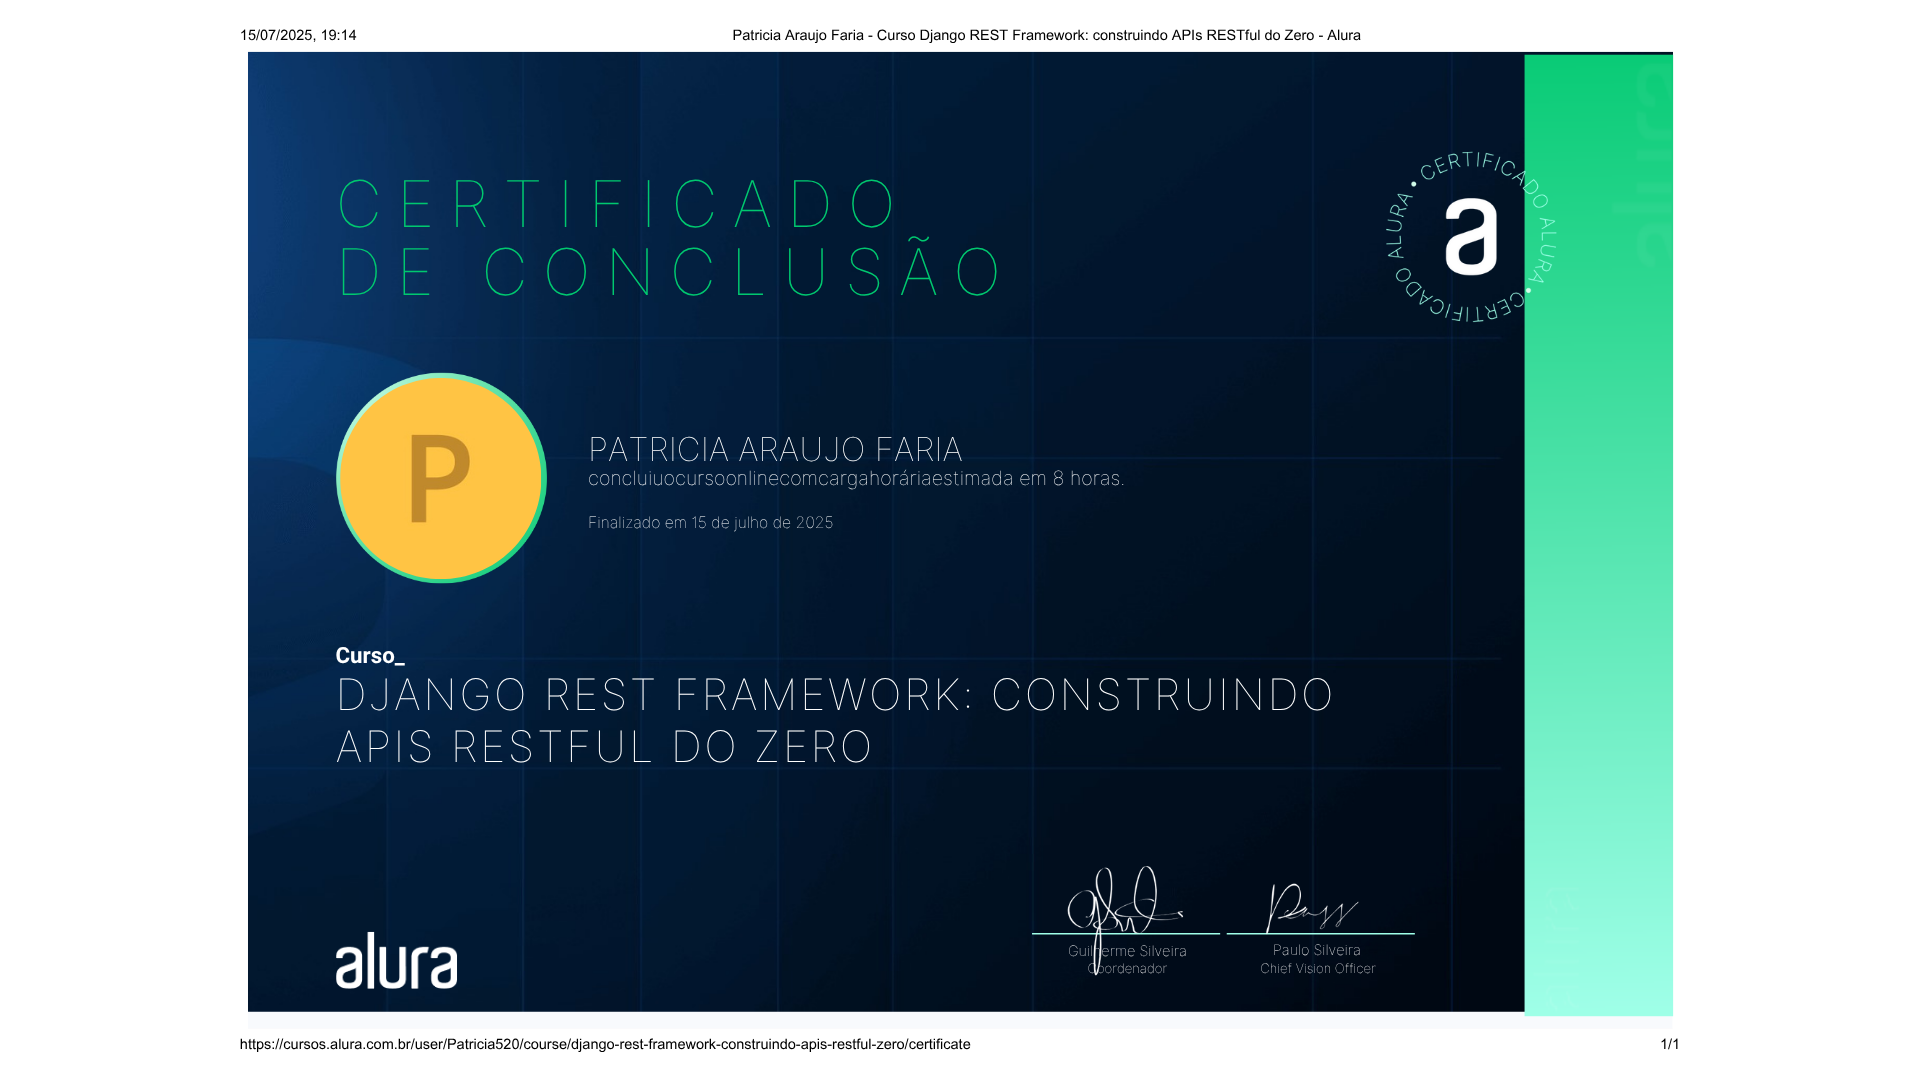 15/07/2025, 19:14
Patricia Araujo Faria - Curso Django REST Framework: construindo APIs RESTful do Zero - Alura
alura
CERTIFICADO
DE CONCLUSÃO
CERTIFICADO ALURA • CERTIFICADO ALURA •
a
P
PATRICIA ARAUJO FARIA
concluiuocursoonlinecomcargahoráriaestimada em 8 horas.
Finalizado em 15 de julho de 2025
Curso_
DJANGO REST FRAMEWORK: CONSTRUINDO
APIS RESTFUL DO ZERO
alura
Guilherme Silveira
Coordenador
Paulo Silveira
Chief Vision Officer
https://cursos.alura.com.br/user/Patricia520/course/django-rest-framework-construindo-apis-restful-zero/certificate
1/1